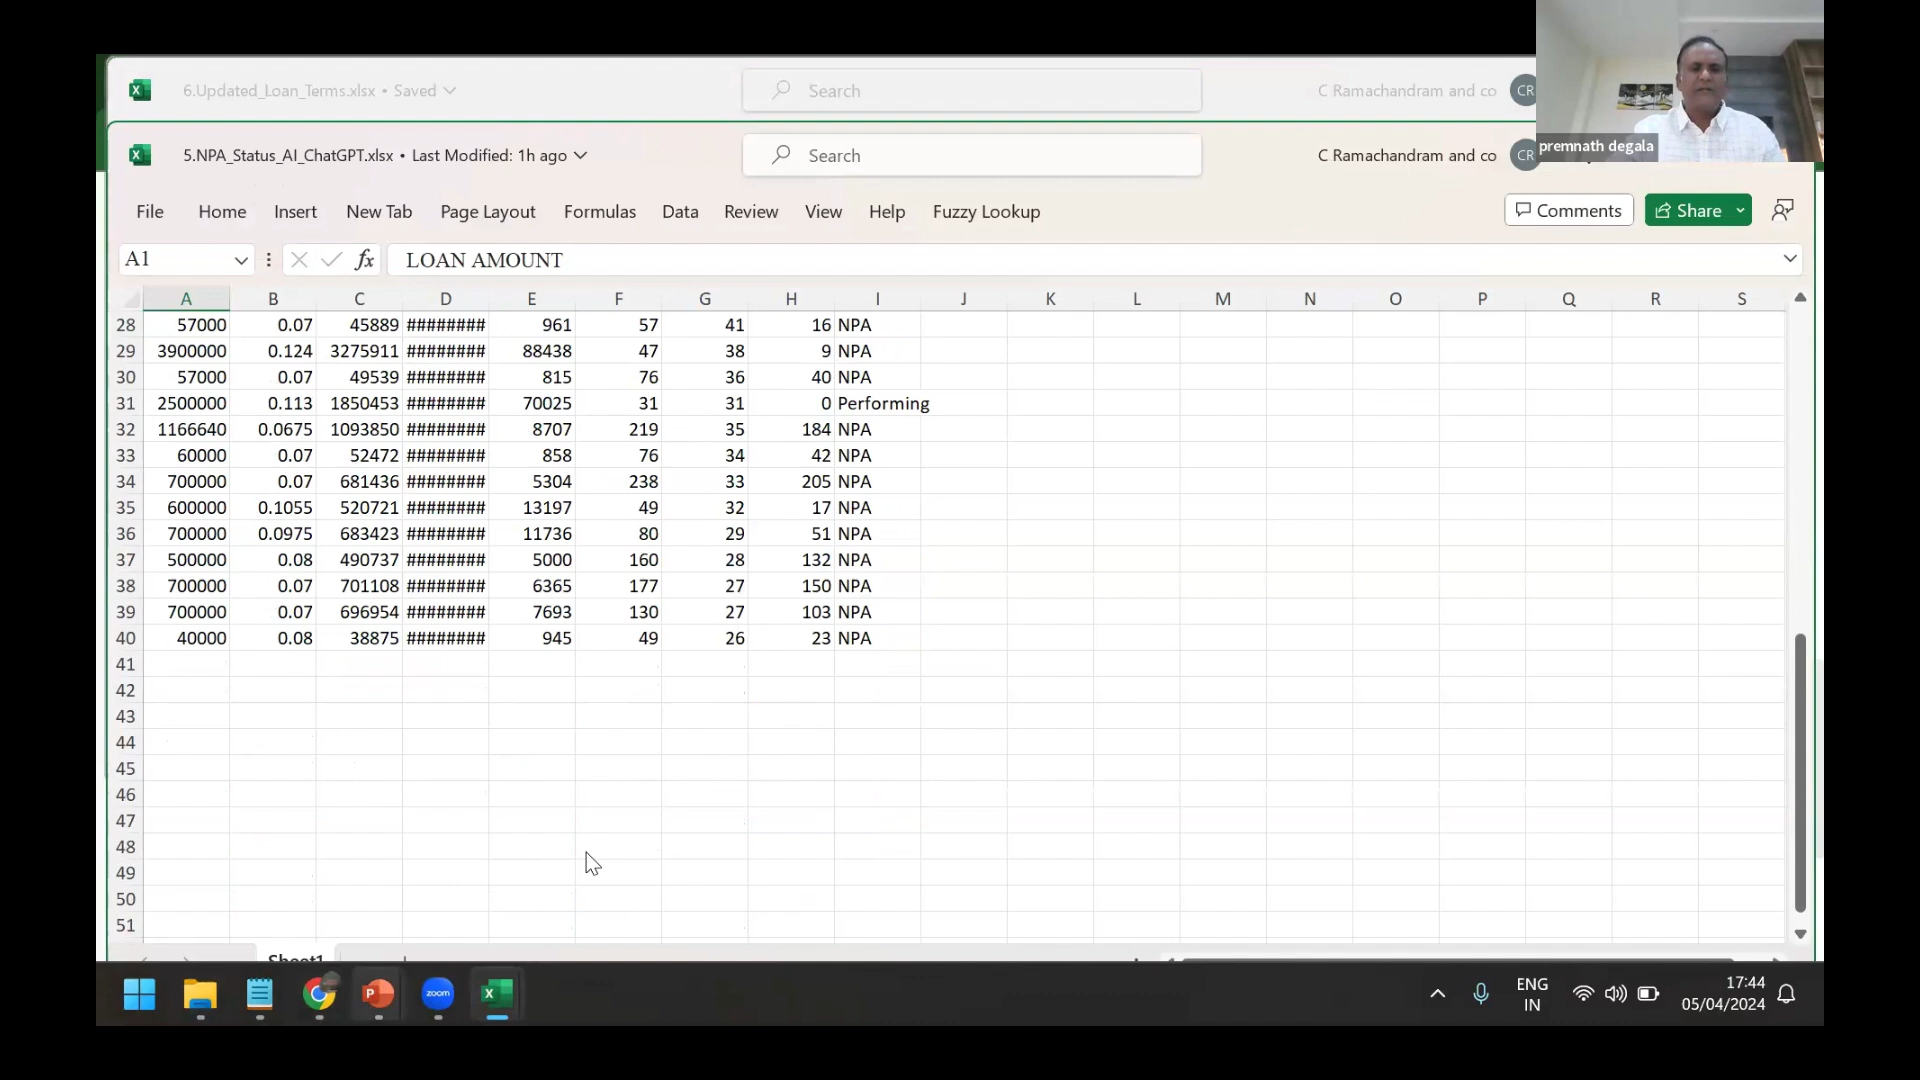 6.Updated_Loan_Terms.xlsx • Saved
Search
C Ramachandram and co
CR
5.NPA_Status_AI_ChatGPT.xlsx • Last Modified: 1h ago
Search
C Ramachandram and co
CR
premnath degala
File Home Insert New Tab Page Layout Formulas Data Review View Help Fuzzy Lookup
Comments
Share
A1
fx
LOAN AMOUNT
A B C D E F G H I J K L M N O P Q R S
28 57000 0.07 45889 ######## 961 57 41 16 NPA
29 3900000 0.124 3275911 ######## 88438 47 38 9 NPA
30 57000 0.07 49539 ######## 815 76 36 40 NPA
31 2500000 0.113 1850453 ######## 70025 31 31 0 Performing
32 1166640 0.0675 1093850 ######## 8707 219 35 184 NPA
33 60000 0.07 52472 ######## 858 76 34 42 NPA
34 700000 0.07 681436 ######## 5304 238 33 205 NPA
35 600000 0.1055 520721 ######## 13197 49 32 17 NPA
36 700000 0.0975 683423 ######## 11736 80 29 51 NPA
37 500000 0.08 490737 ######## 5000 160 28 132 NPA
38 700000 0.07 701108 ######## 6365 177 27 150 NPA
39 700000 0.07 696954 ######## 7693 130 27 103 NPA
40 40000 0.08 38875 ######## 945 49 26 23 NPA
41
42
43
44
45
46
47
48
49
50
51
Sheet1
zoom
ENG
IN
17:44
05/04/2024